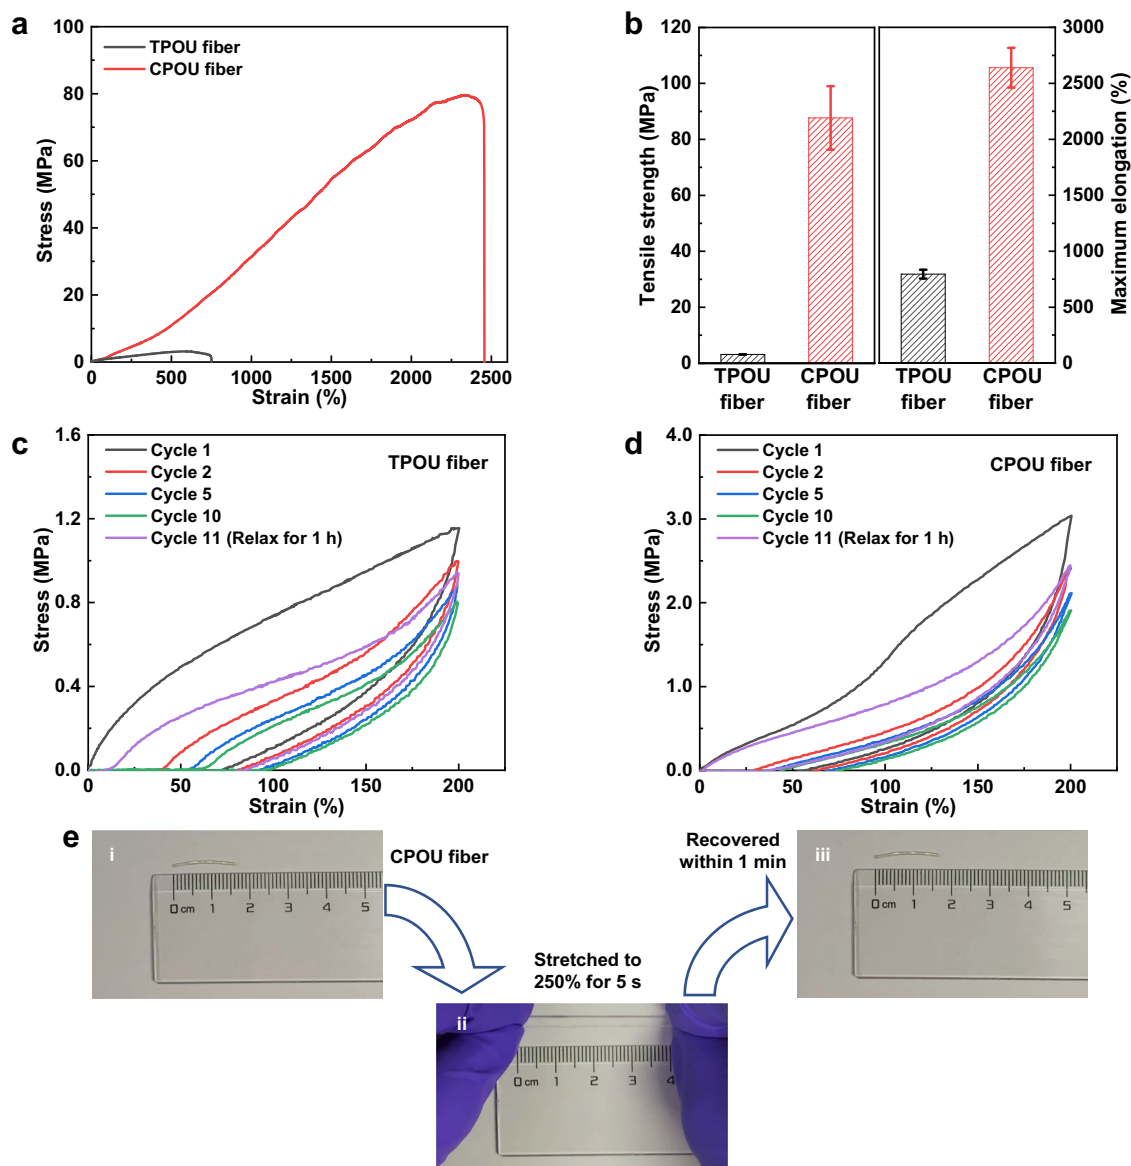 a
100
80
60
40
20
0
Stress (MPa)
TPOU fiber
CPOU fiber
0
500
1000
1500
2000
2500
Strain (%)
b
120
100
80
60
40
20
0
Tensile strength (MPa)
TPOU
fiber
CPOU
fiber
TPOU
fiber
CPOU
fiber
3000
2500
2000
1500
1000
500
0
Maximum elongation (%)
c
1.6
1.2
0.8
0.4
0.0
Stress (MPa)
Cycle 1
Cycle 2
Cycle 5
Cycle 10
Cycle 11 (Relax for 1 h)
TPOU fiber
0
50
100
150
200
Strain (%)
d
4.0
3.0
2.0
1.0
0.0
Stress (MPa)
Cycle 1
Cycle 2
Cycle 5
Cycle 10
Cycle 11 (Relax for 1 h)
CPOU fiber
0
50
100
150
200
Strain (%)
e
i
0 cm 1 2 3 4 5
CPOU fiber
Stretched to
250% for 5 s
ii
0 cm 1 2 3 4
Recovered
within 1 min
iii
0 cm 1 2 3 4 5